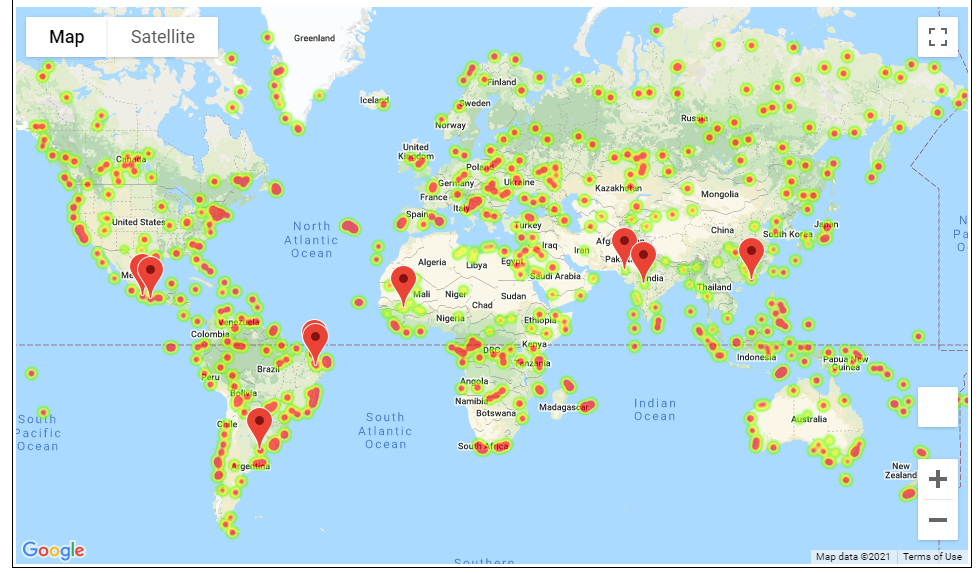 Map
Satellite
Greenland
Iceland
Finland
Sweden
Norway
Russia
United
Kingdom
Canada
Poland
Germany
Ukraine
Kazakhstan
Mongolia
France
Italy
Spain
United States
North
Atlantic
Ocean
Turkey
China
South Korea
Japan
Iraq
Iran
Algeria
Libya
Egypt
Saudi Arabia
India
Mali
Niger
Chad
Sudan
Thailand
Nigeria
Ethiopia
Venezuela
Colombia
DRC
Kenya
Tanzania
Indonesia
Papua New
Guinea
Brazil
Peru
Bolivia
Angola
Namibia
Botswana
Madagascar
Indian
Ocean
South
Pacific
Ocean
South
Atlantic
Ocean
Chile
Australia
South Africa
Argentina
New
Zealand
Google
Southern
Map data ©2021
Terms of Use